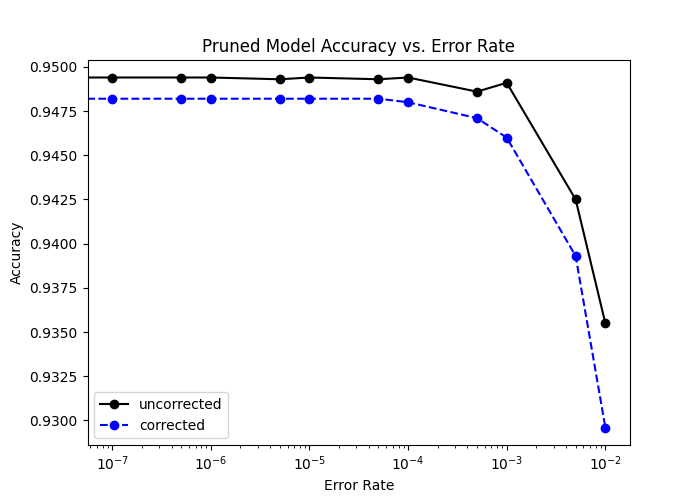 Pruned Model Accuracy vs. Error Rate
0.9500
0.9475
0.9450
0.9425
0.9400
0.9375
0.9350
0.9325
0.9300
Accuracy
uncorrected
corrected
10⁻⁷ 10⁻⁶ 10⁻⁵ 10⁻⁴ 10⁻³ 10⁻²
Error Rate